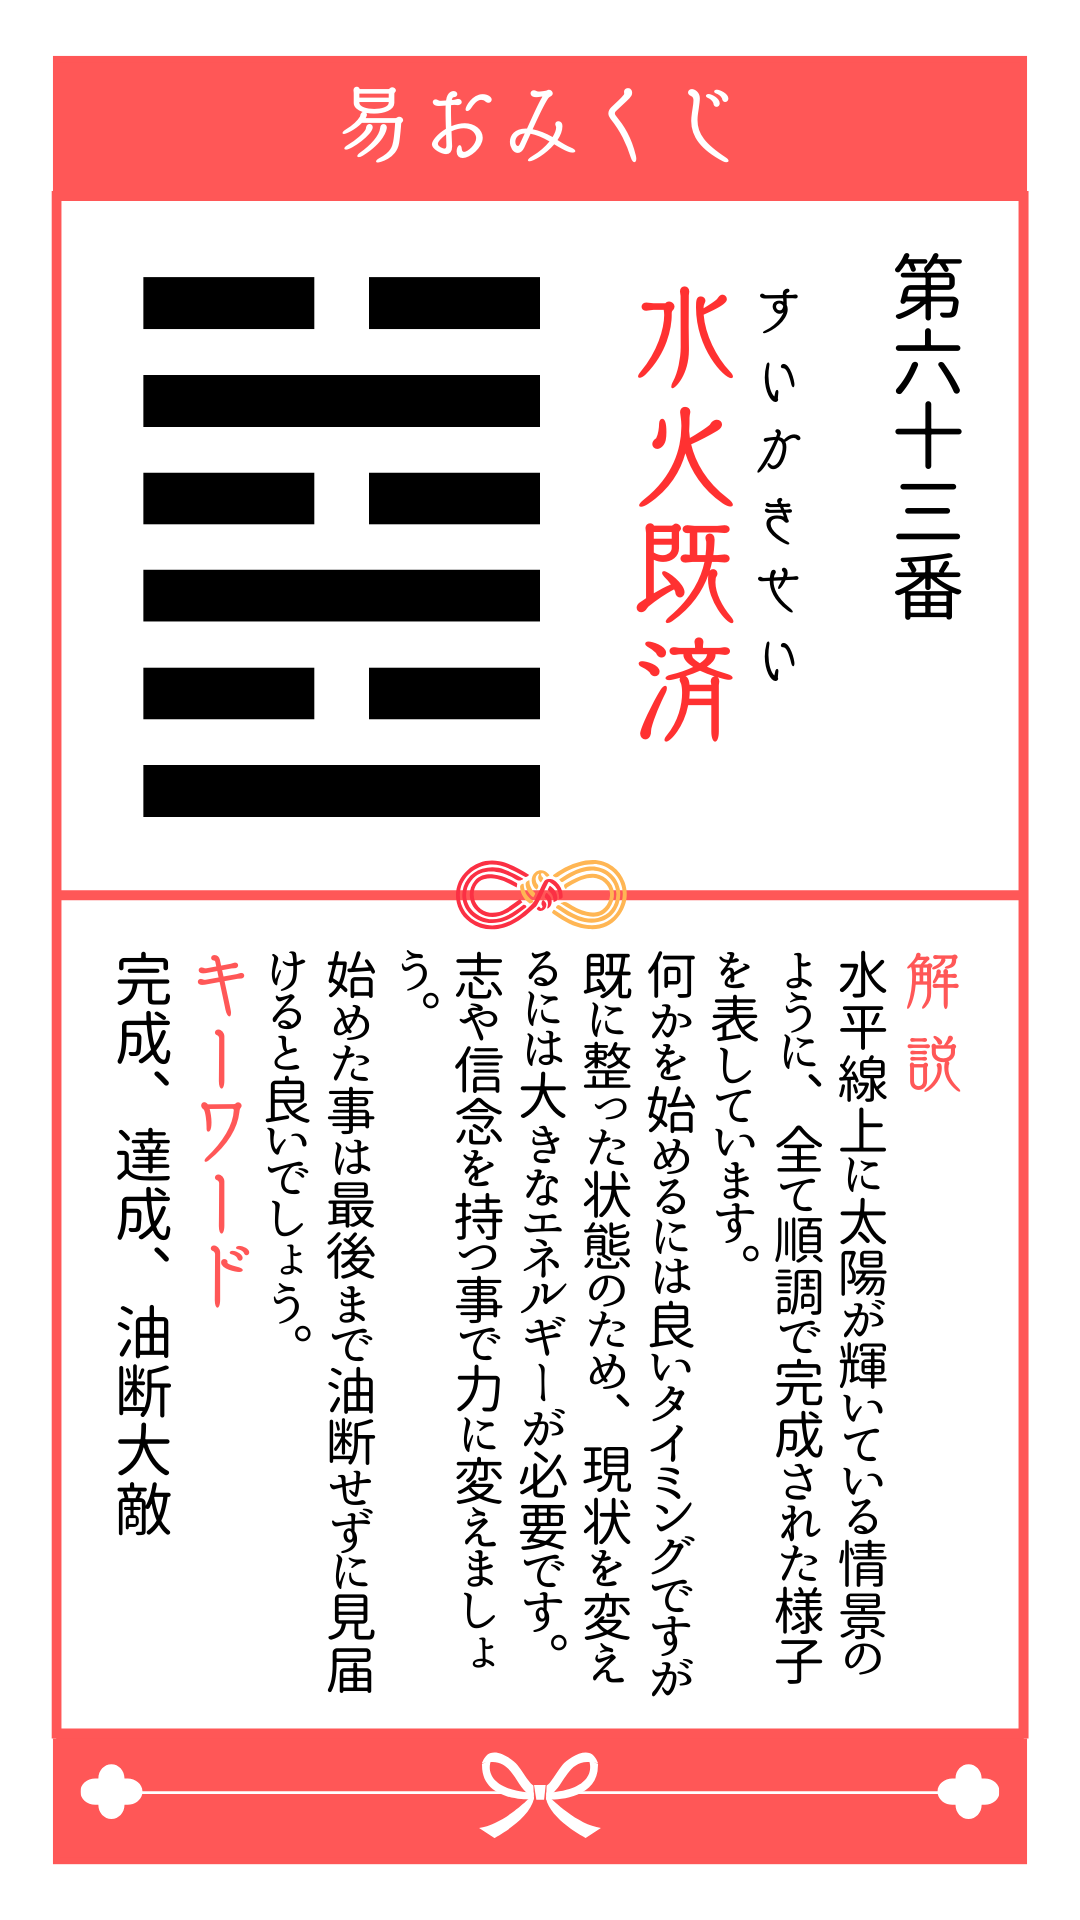 易おみくじ
第六十三番
すいかきせい
水火既済
解説
水平線上に太陽が輝いている情景の
ように、全て順調で完成された様子
を表しています。
何かを始めるには良いタイミングですが
既に整った状態のため、現状を変え
るには大きなエネルギーが必要です。
志や信念を持つ事で力に変えましょ
う。
始めた事は最後まで油断せずに見届
けると良いでしょう。
キーワード
完成、達成、油断大敵